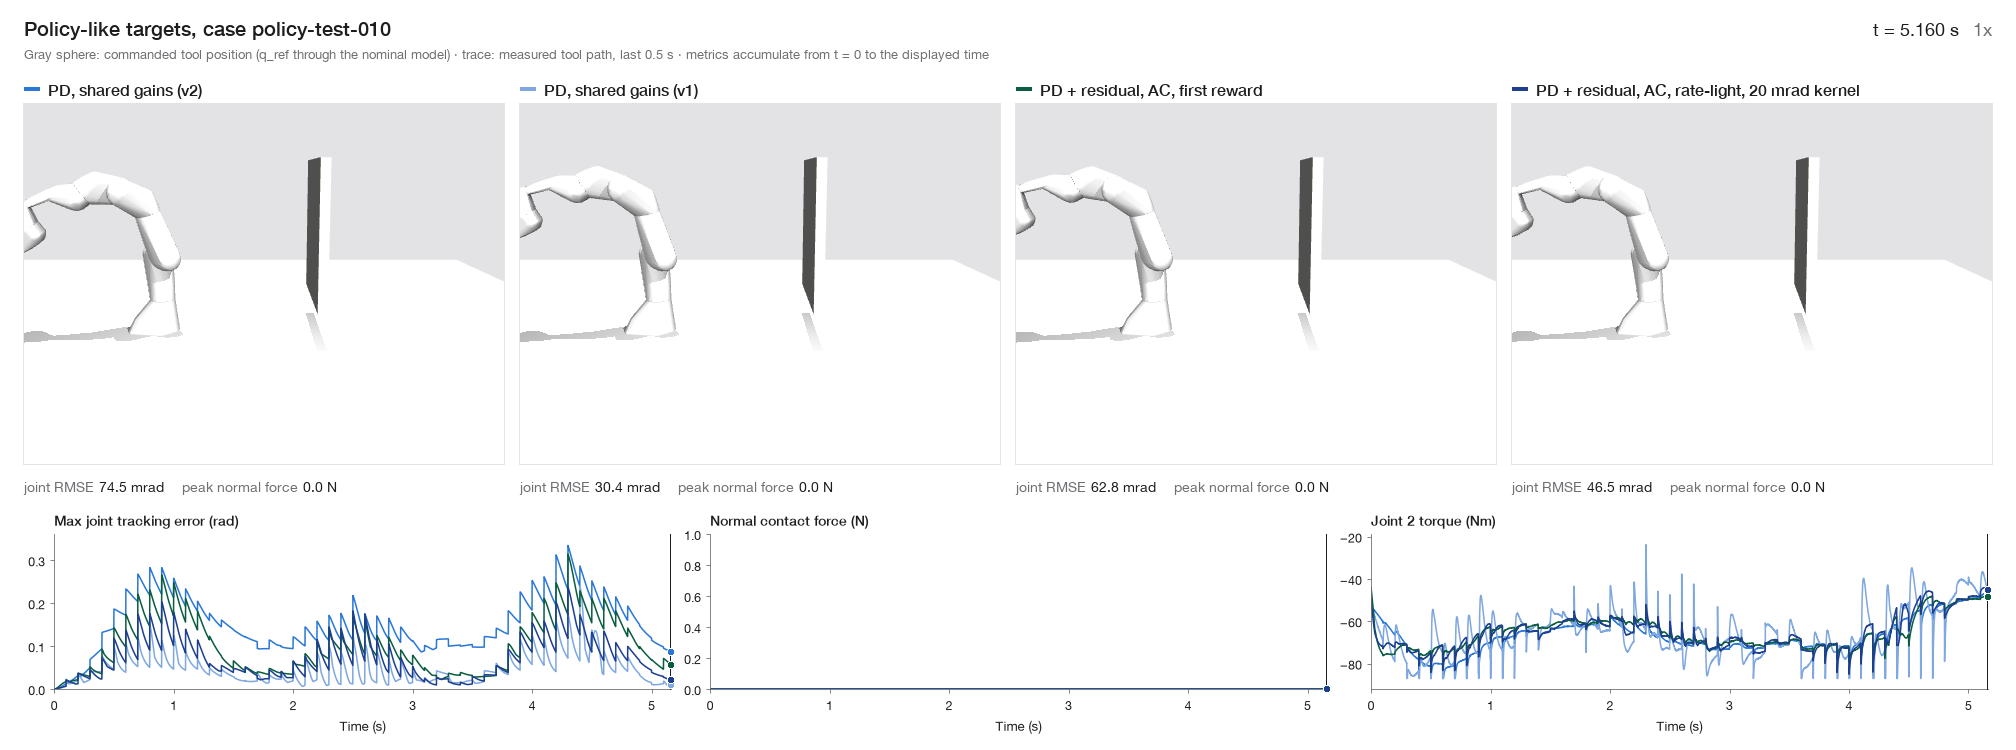 Policy-like targets, case policy-test-010
t = 5.160 s 1x
Gray sphere: commanded tool position (q_ref through the nominal model) · trace: measured tool path, last 0.5 s · metrics accumulate from t = 0 to the displayed time
PD, shared gains (v2)
PD, shared gains (v1)
PD + residual, AC, first reward
PD + residual, AC, rate-light, 20 mrad kernel
joint RMSE 74.5 mrad peak normal force 0.0 N
joint RMSE 30.4 mrad peak normal force 0.0 N
joint RMSE 62.8 mrad peak normal force 0.0 N
joint RMSE 46.5 mrad peak normal force 0.0 N
Max joint tracking error (rad)
0.3
0.2
0.1
0.0
0 1 2 3 4 5
Time (s)
Normal contact force (N)
1.0
0.8
0.6
0.4
0.2
0.0
0 1 2 3 4 5
Time (s)
Joint 2 torque (Nm)
−20
−40
−60
−80
0 1 2 3 4 5
Time (s)